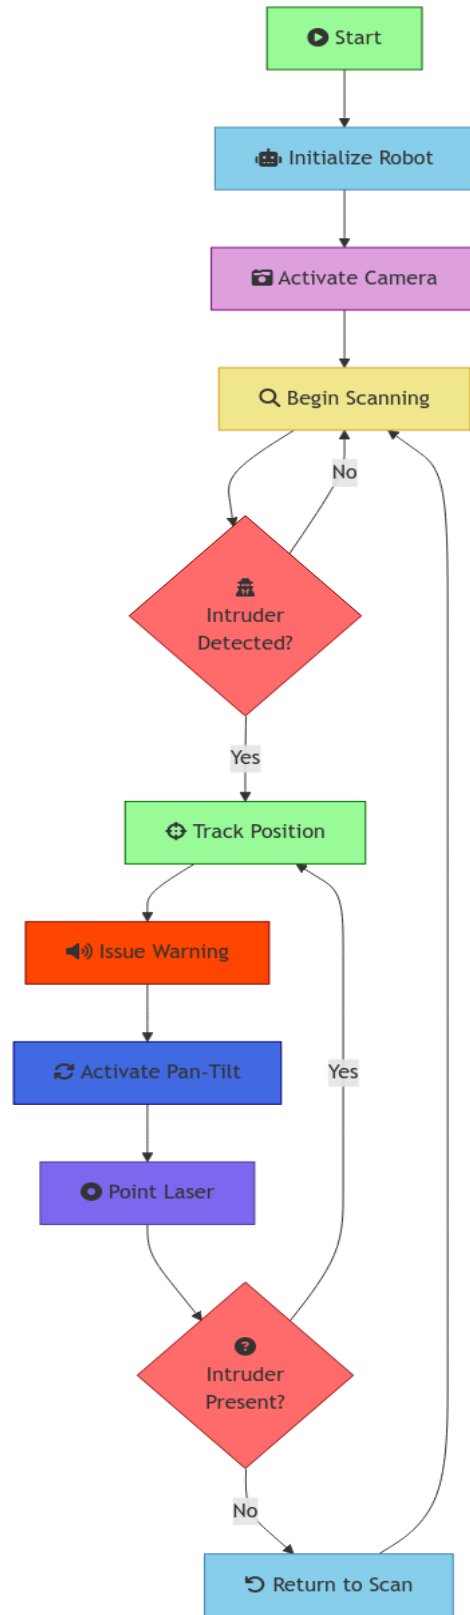 Start
Initialize Robot
Activate Camera
Begin Scanning
No
Intruder
Detected?
Yes
Track Position
Issue Warning
Activate Pan-Tilt
Yes
Point Laser
Intruder
Present?
No
Return to Scan